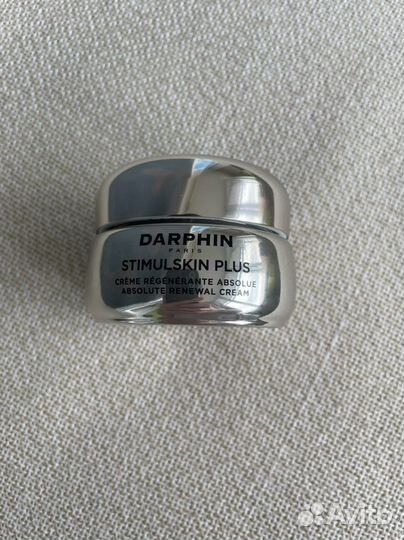 DARPHIN
PARIS
STIMULSKIN PLUS
CRÈME RÉGÉNÉRANTE ABSOLUE
ABSOLUTE RENEWAL CREAM
Avito